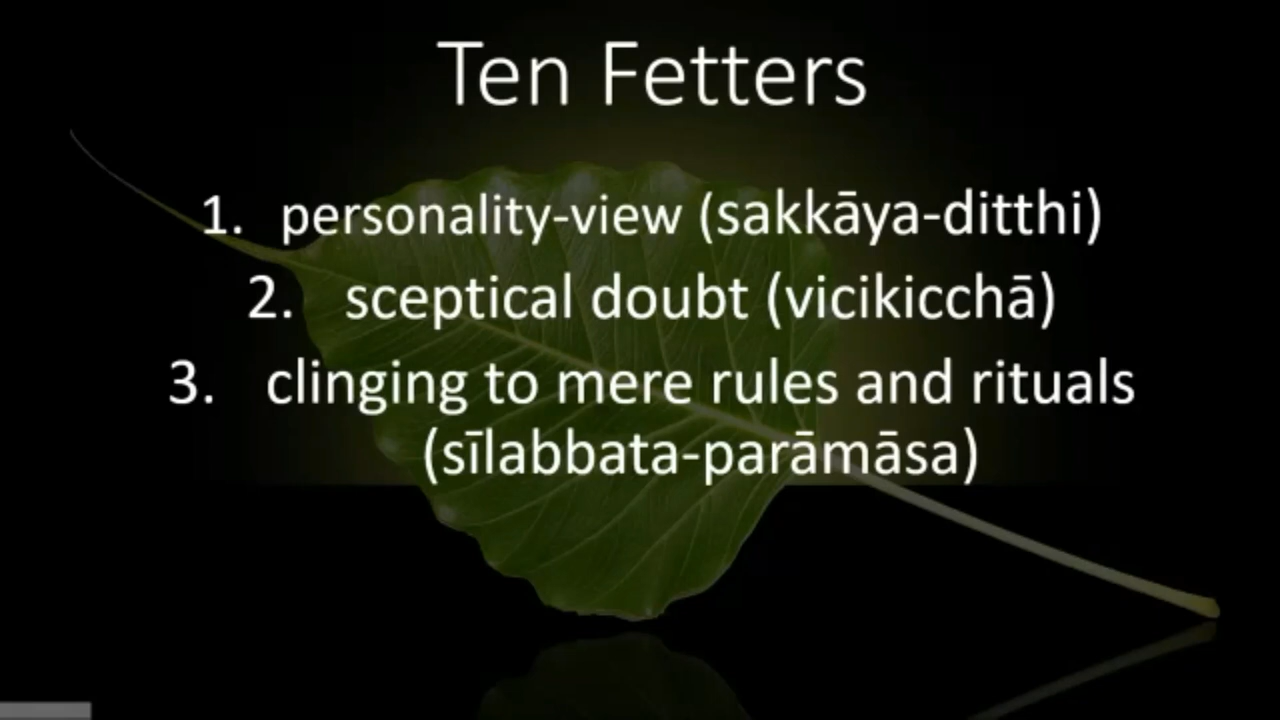 Ten Fetters
1. personality-view (sakkāya-ditthi)
2. sceptical doubt (vicikicchā)
3. clinging to mere rules and rituals
(sīlabbata-parāmāsa)